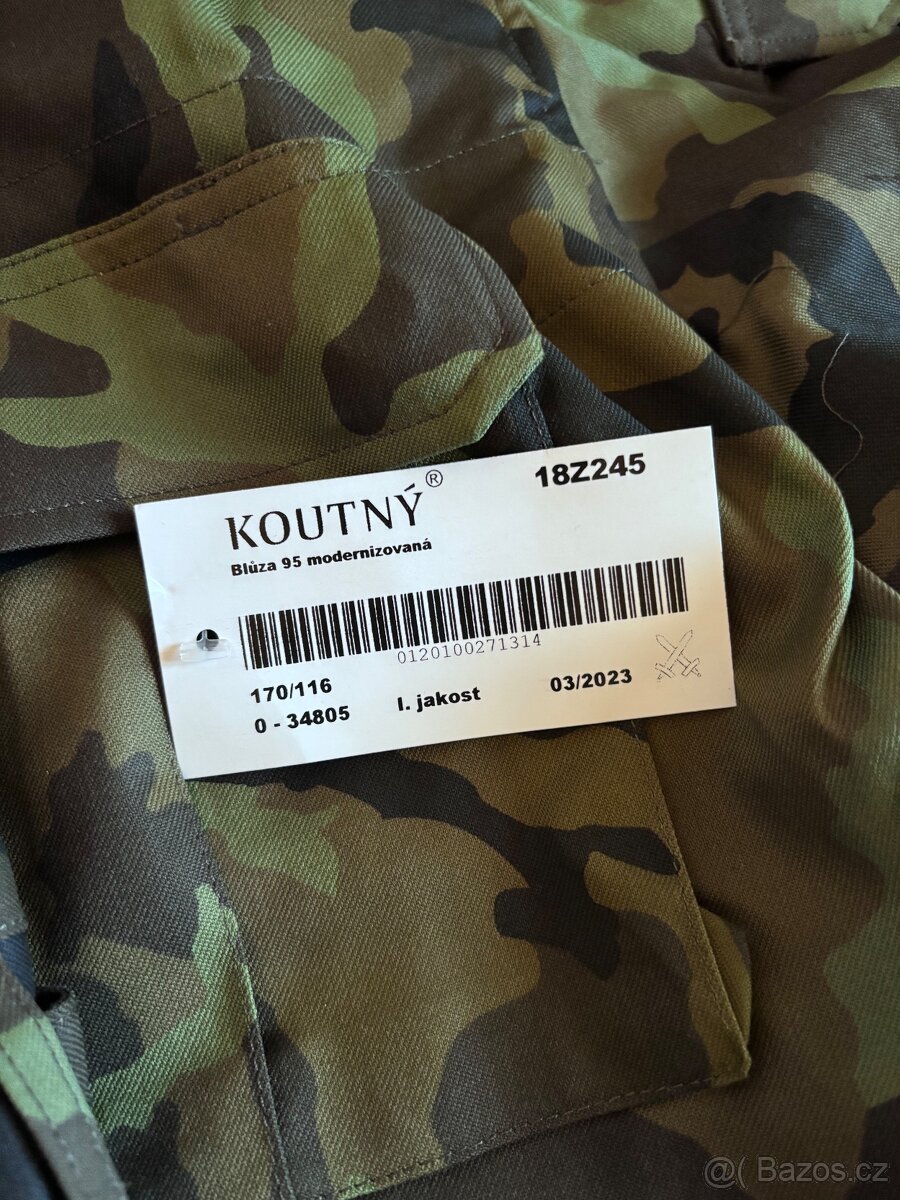 KOUTNÝ®
18Z245
Blůza 95 modernizovaná
0120100271314
170/116
0 - 34805
I. jakost
03/2023
@( Bazos.cz